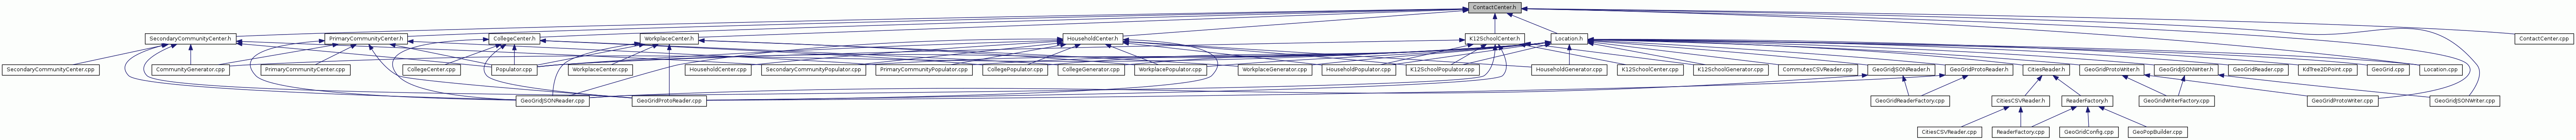 ContactCenter.h
SecondaryCommunityCenter.h PrimaryCommunityCenter.h CollegeCenter.h WorkplaceCenter.h HouseholdCenter.h K12SchoolCenter.h Location.h ContactCenter.cpp
SecondaryCommunityCenter.cpp CommunityGenerator.cpp PrimaryCommunityCenter.cpp CollegeCenter.cpp Populator.cpp WorkplaceCenter.cpp HouseholdCenter.cpp SecondaryCommunityPopulator.cpp PrimaryCommunityPopulator.cpp CollegePopulator.cpp CollegeGenerator.cpp WorkplacePopulator.cpp WorkplaceGenerator.cpp HouseholdPopulator.cpp K12SchoolPopulator.cpp HouseholdGenerator.cpp K12SchoolCenter.cpp K12SchoolGenerator.cpp CommutesCSVReader.cpp GeoGridJSONReader.h GeoGridProtoReader.h CitiesReader.h GeoGridProtoWriter.h GeoGridJSONWriter.h GeoGridReader.cpp KdTree2DPoint.cpp GeoGrid.cpp Location.cpp
GeoGridJSONReader.cpp GeoGridProtoReader.cpp GeoGridReaderFactory.cpp CitiesCSVReader.h ReaderFactory.h GeoGridWriterFactory.cpp GeoGridProtoWriter.cpp GeoGridJSONWriter.cpp
CitiesCSVReader.cpp ReaderFactory.cpp GeoGridConfig.cpp GeoPopBuilder.cpp